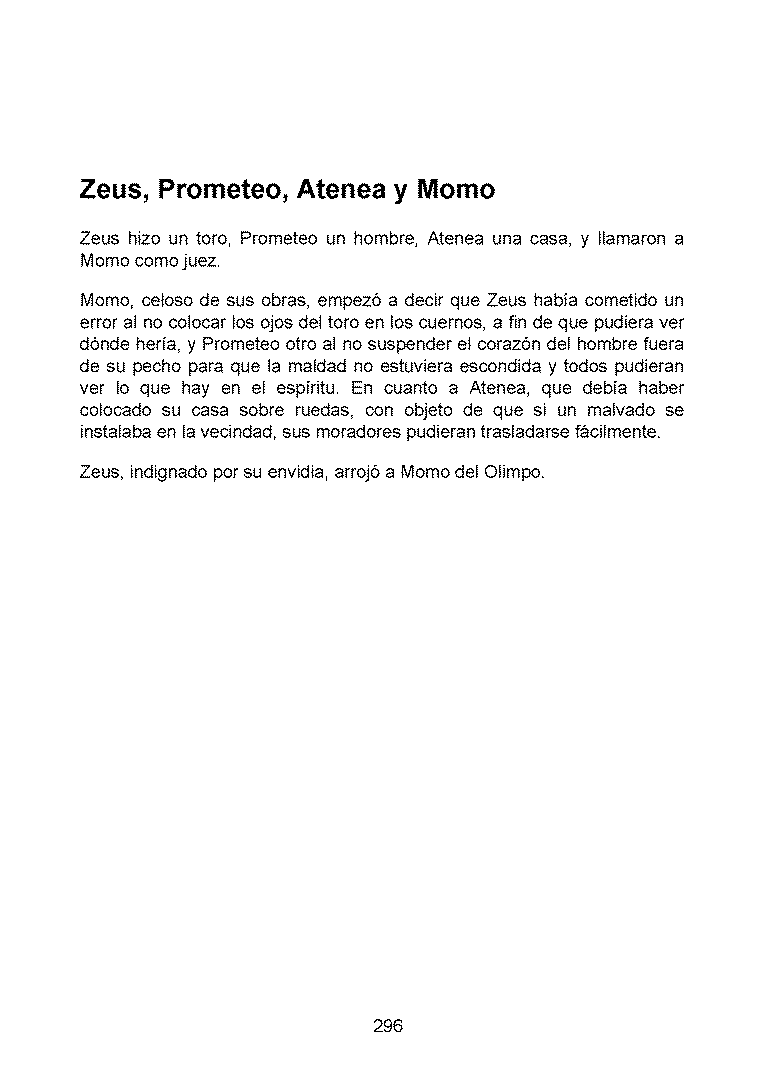 Zeus, Prometeo, Atenea y Momo
Zeus hizo un toro, Prometeo un hombre, Atenea una casa, y llamaron a
Momo como juez.
Momo, celoso de sus obras, empezó a decir que Zeus había cometido un
error al no colocar los ojos del toro en los cuernos, a fin de que pudiera ver
dónde hería, y Prometeo otro al no suspender el corazón del hombre fuera
de su pecho para que la maldad no estuviera escondida y todos pudieran
ver lo que hay en el espíritu. En cuanto a Atenea, que debía haber
colocado su casa sobre ruedas, con objeto de que si un malvado se
instalaba en la vecindad, sus moradores pudieran trasladarse fácilmente.
Zeus, indignado por su envidia, arrojó a Momo del Olimpo.
296